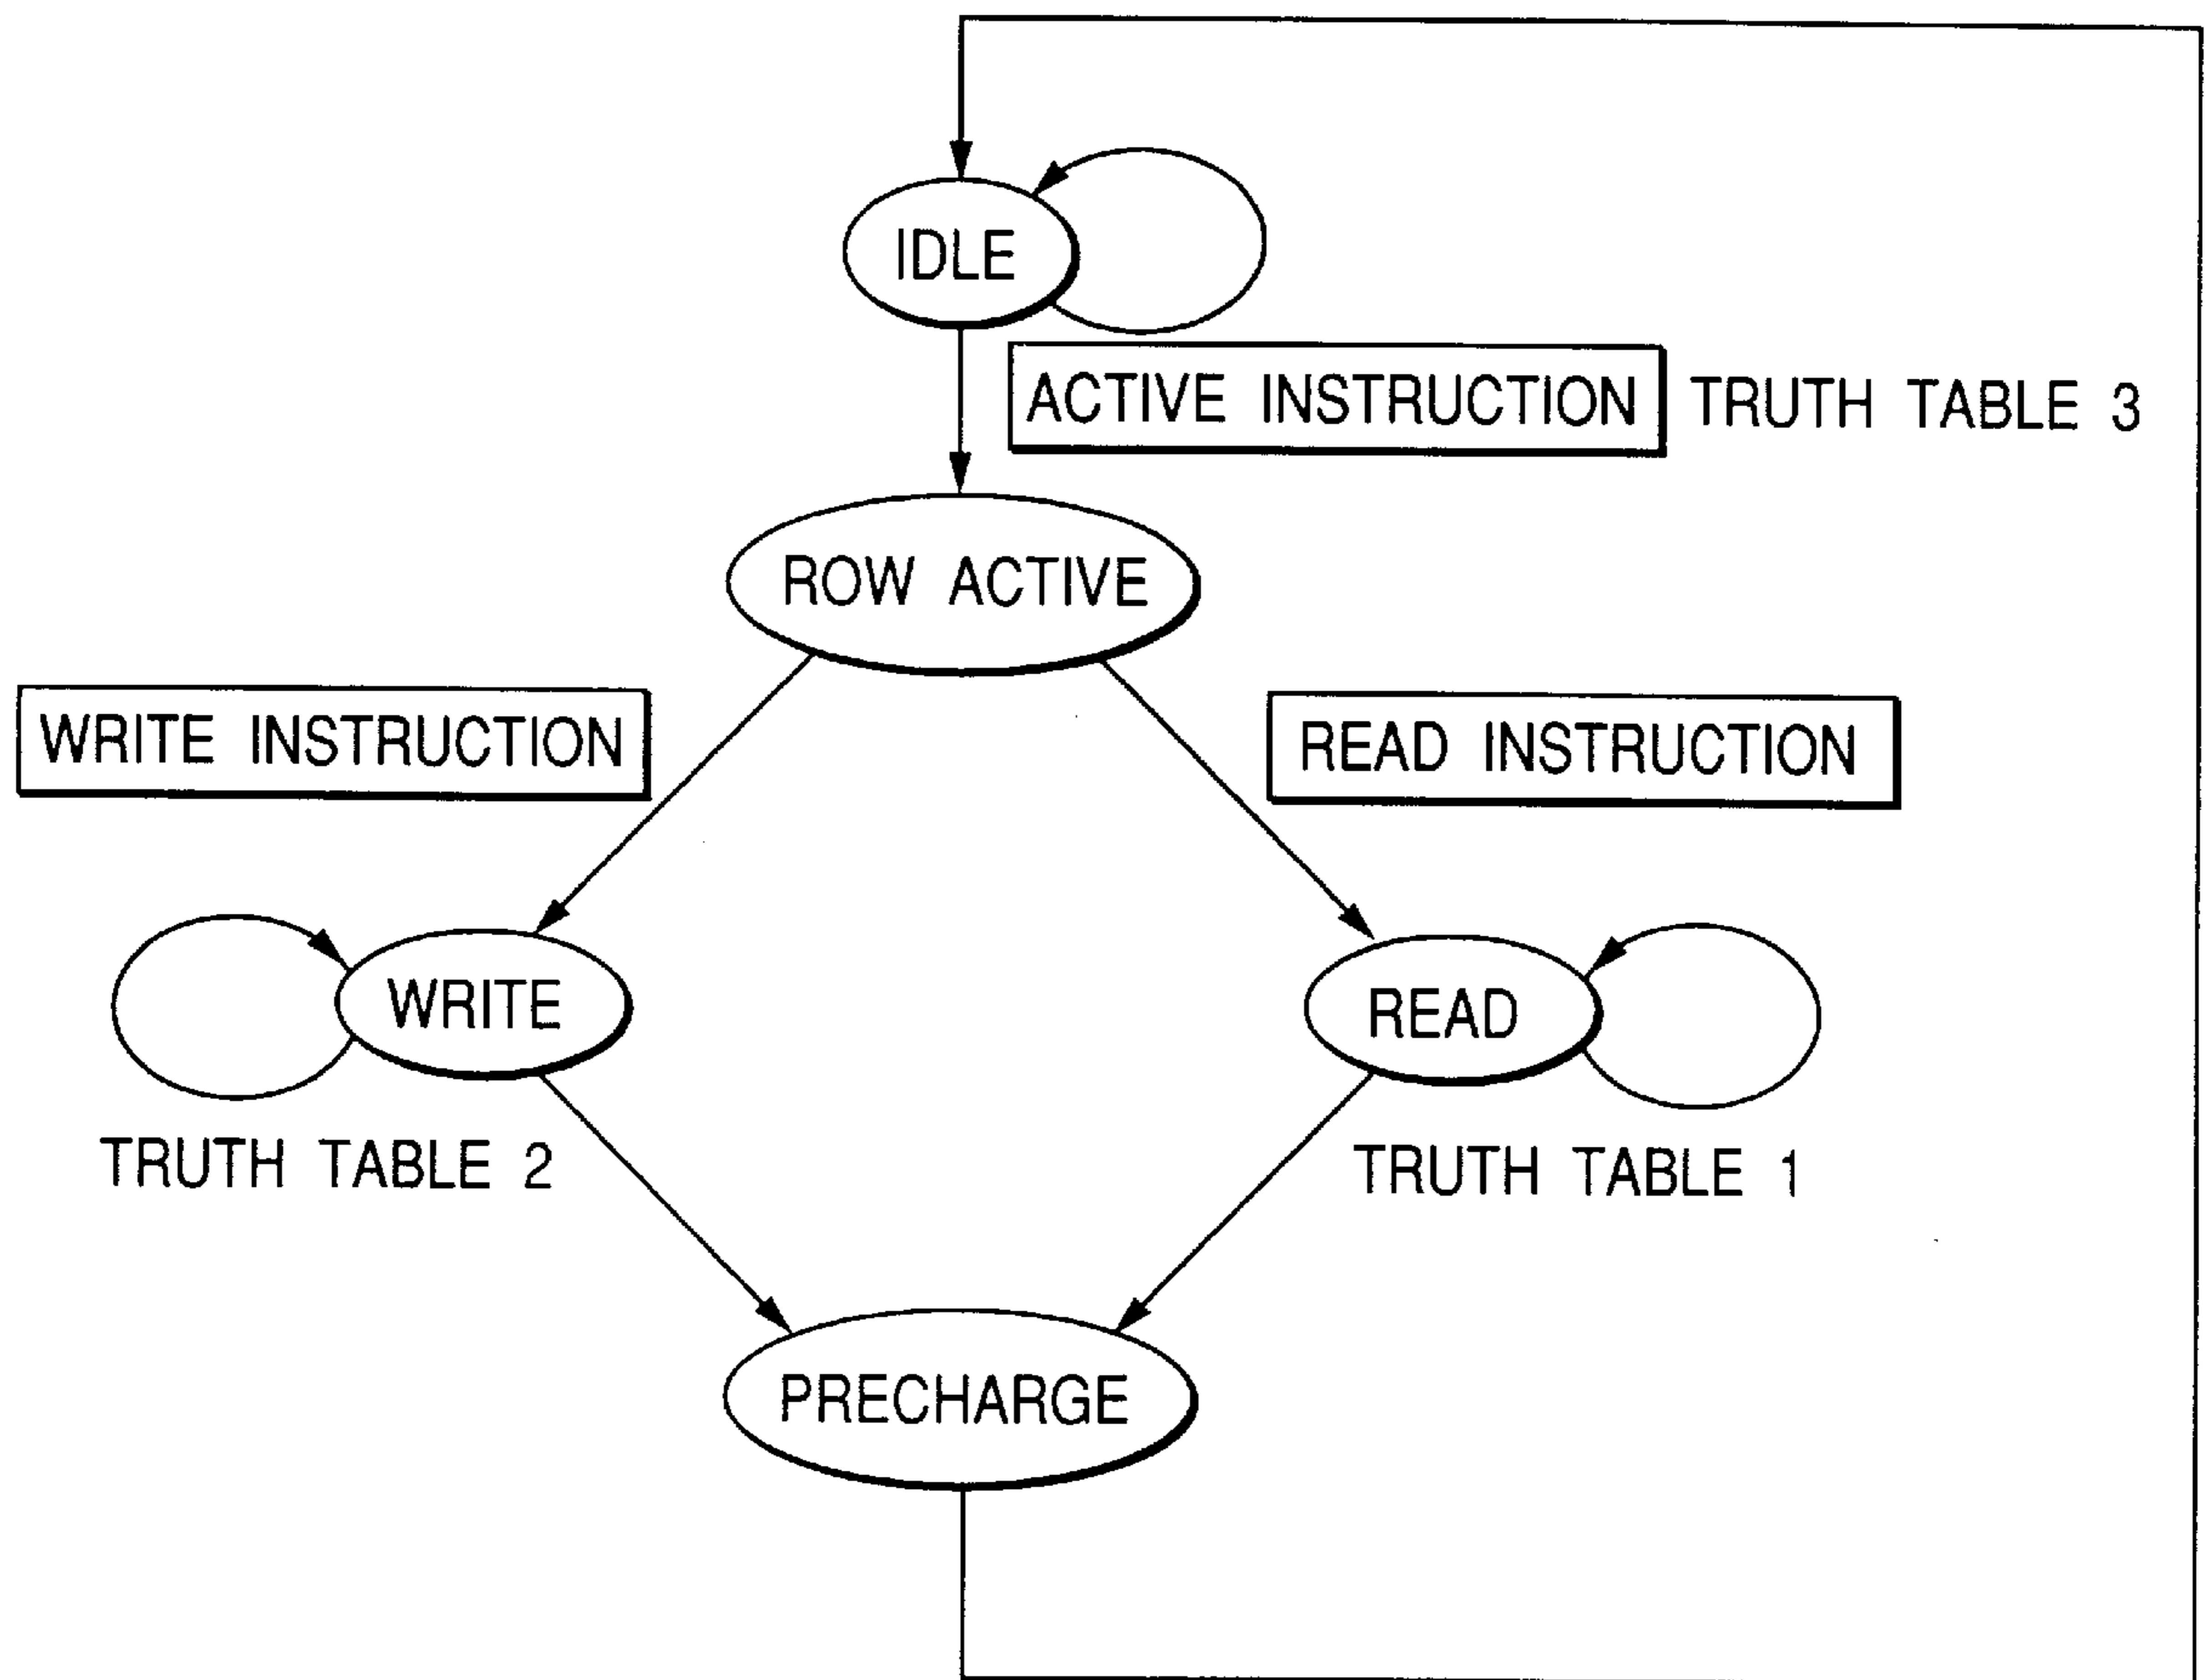 IDLE
ACTIVE INSTRUCTION TRUTH TABLE 3
ROW ACTIVE
WRITE INSTRUCTION
READ INSTRUCTION
WRITE
READ
TRUTH TABLE 2
TRUTH TABLE 1
PRECHARGE